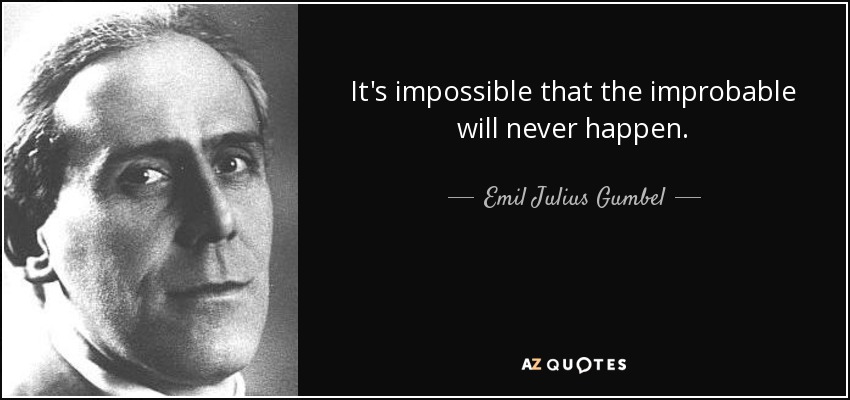 It's impossible that the improbable
will never happen.
Emil Julius Gumbel
AZ QUOTES